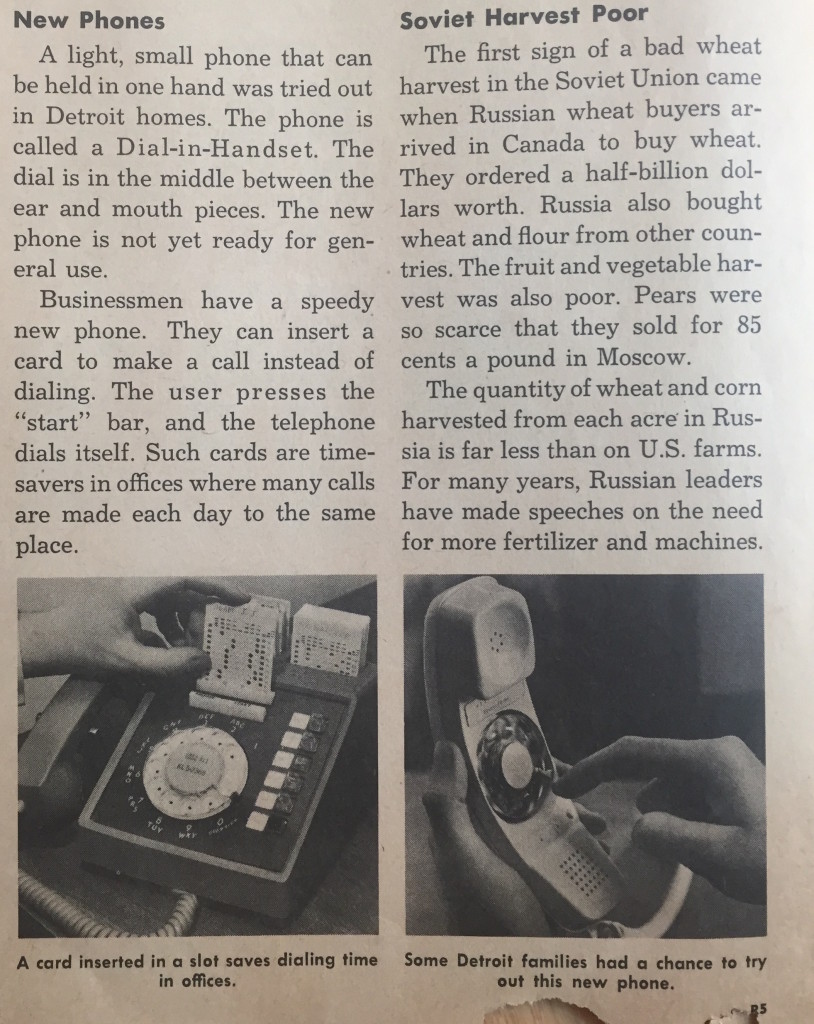 New Phones
A light, small phone that can
be held in one hand was tried out
in Detroit homes. The phone is
called a Dial-in-Handset. The
dial is in the middle between the
ear and mouth pieces. The new
phone is not yet ready for gen-
eral use.
Businessmen have a speedy
new phone. They can insert a
card to make a call instead of
dialing. The user presses the
“start” bar, and the telephone
dials itself. Such cards are time-
savers in offices where many calls
are made each day to the same
place.
Soviet Harvest Poor
The first sign of a bad wheat
harvest in the Soviet Union came
when Russian wheat buyers ar-
rived in Canada to buy wheat.
They ordered a half-billion dol-
lars worth. Russia also bought
wheat and flour from other coun-
tries. The fruit and vegetable har-
vest was also poor. Pears were
so scarce that they sold for 85
cents a pound in Moscow.
The quantity of wheat and corn
harvested from each acre in Rus-
sia is far less than on U.S. farms.
For many years, Russian leaders
have made speeches on the need
for more fertilizer and machines.
A card inserted in a slot saves dialing time
in offices.
Some Detroit families had a chance to try
out this new phone.